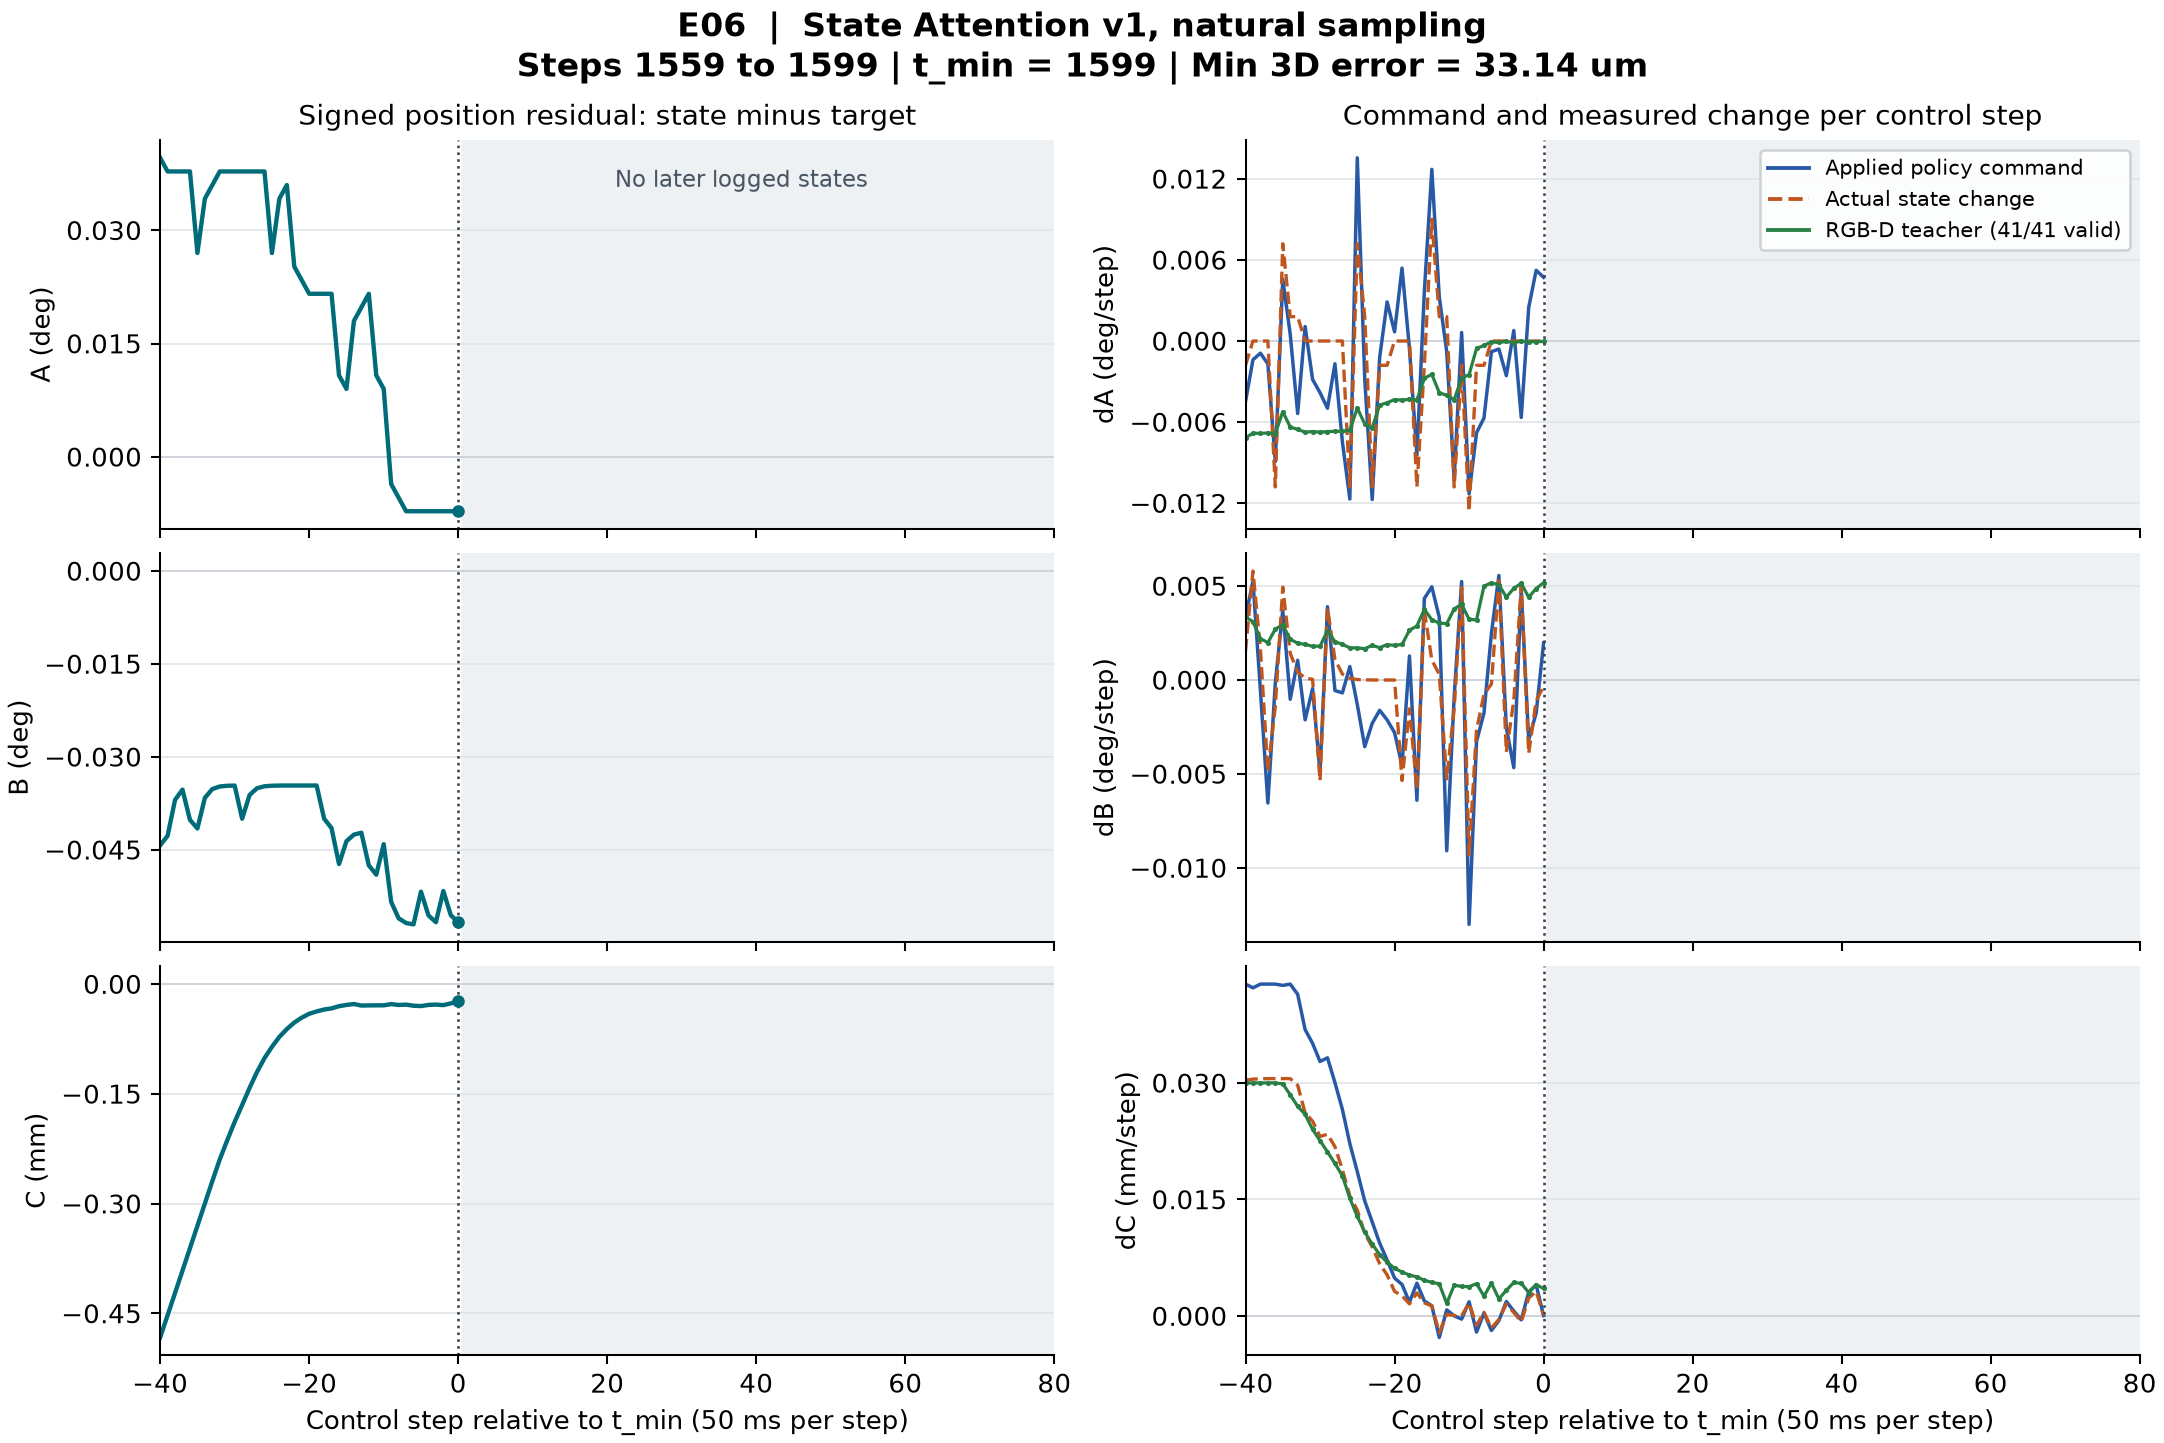 E06 | State Attention v1, natural sampling
Steps 1559 to 1599 | t_min = 1599 | Min 3D error = 33.14 um
Signed position residual: state minus target
A (deg)
0.030
0.015
0.000
No later logged states
Command and measured change per control step
dA (deg/step)
0.012
0.006
0.000
−0.006
−0.012
Applied policy command
Actual state change
RGB-D teacher (41/41 valid)
B (deg)
0.000
−0.015
−0.030
−0.045
dB (deg/step)
0.005
0.000
−0.005
−0.010
C (mm)
0.00
−0.15
−0.30
−0.45
−40 −20 0 20 40 60 80
Control step relative to t_min (50 ms per step)
dC (mm/step)
0.030
0.015
0.000
−40 −20 0 20 40 60 80
Control step relative to t_min (50 ms per step)